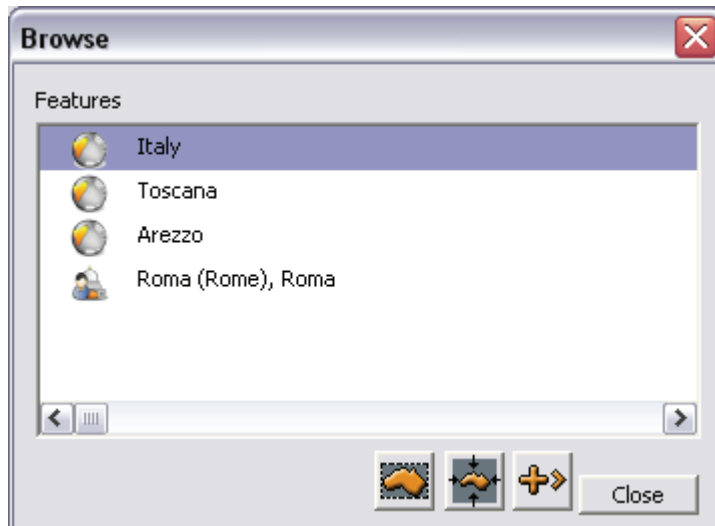 Browse
Features
Italy
Toscana
Arezzo
Roma (Rome), Roma
Close